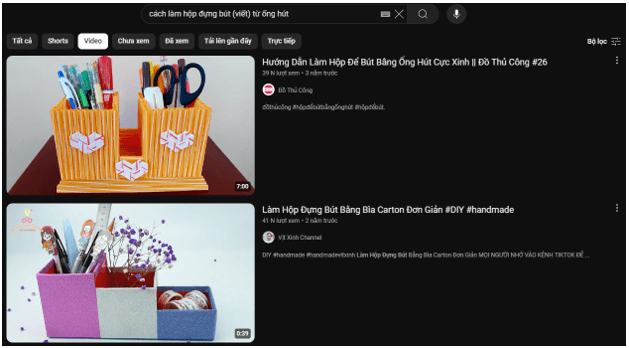 cách làm hộp đựng bút (viết) từ ống hút
Tất cả
Shorts
Video
Chưa xem
Đã xem
Tải lên gần đây
Trực tiếp
Bộ lọc
Hướng Dẫn Làm Hộp Để Bút Bằng Ống Hút Cực Xinh || Đồ Thủ Công #26
39 N lượt xem • 3 năm trước
Đồ Thủ Công
đồthủcông #hộpđểbútbằngốnghút #hộpđểbút.
7:00
Làm Hộp Đựng Bút Bằng Bìa Carton Đơn Giản #DIY #handmade
41 N lượt xem • 2 năm trước
Vit Xinh Channel
DIY #handmade #handmadevitxinh Làm Hộp Đựng Bút Bằng Bìa Carton Đơn Giản MỌI NGƯỜI NHỚ VÀO KÊNH TIKTOK ĐỂ ...
0:39